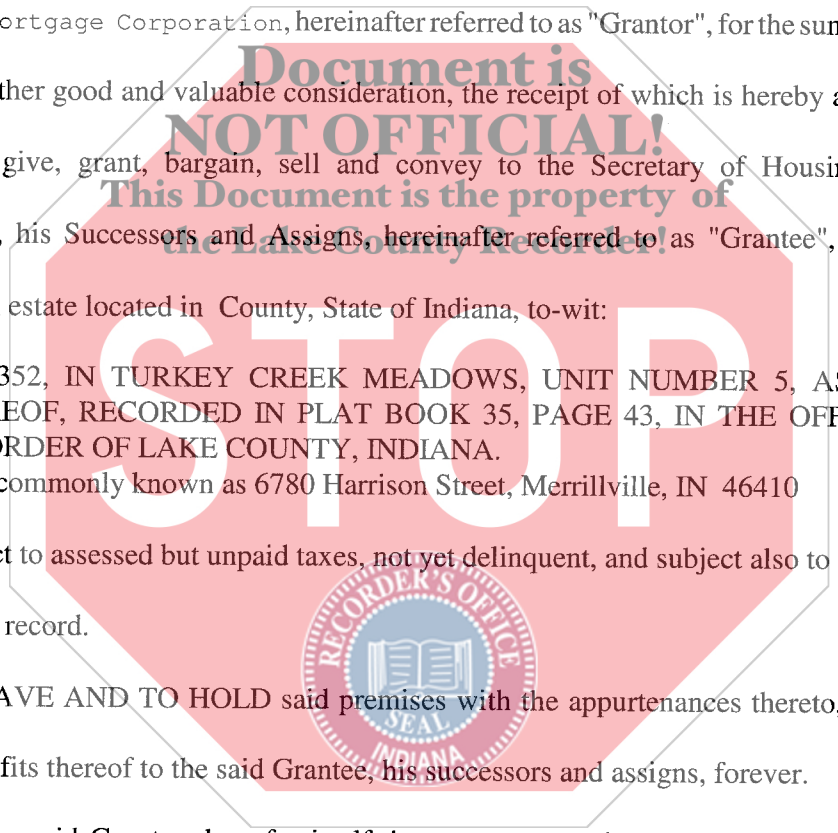 ortgage Corporation, hereinafter referred to as "Grantor", for the sum
Document is
ther good and valuable consideration, the receipt of which is hereby a
NOT OFFICIAL!
give, grant, bargain, sell and convey to the Secretary of Housin
This Document is the property of
, his Successors and Assigns, hereinafter referred to as "Grantee",
the Lake County Recorder!
estate located in County, State of Indiana, to-wit:
STOP
352, IN TURKEY CREEK MEADOWS, UNIT NUMBER 5, AS
EOF, RECORDED IN PLAT BOOK 35, PAGE 43, IN THE OFF
ORDER OF LAKE COUNTY, INDIANA.
commonly known as 6780 Harrison Street, Merrillville, IN 46410
ct to assessed but unpaid taxes, not yet delinquent, and subject also to
RECORDER'S OFFICE
record.
AVE AND TO HOLD said premises with the appurtenances thereto,
SEAL
INDIANA
fits thereof to the said Grantee, his successors and assigns, forever.